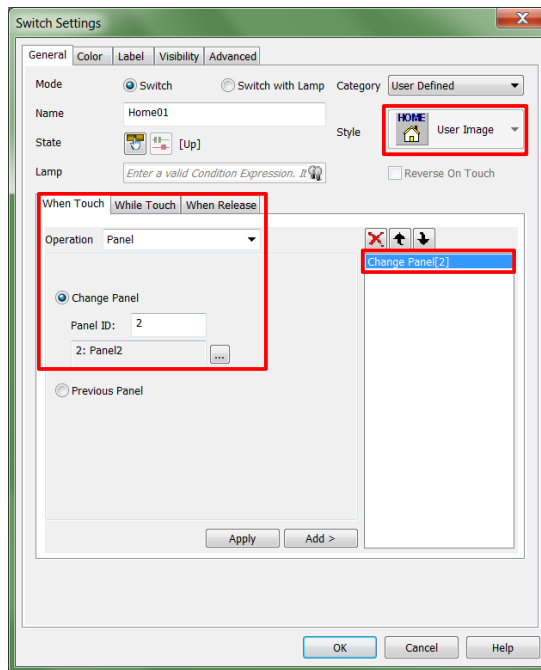 Switch Settings
General Color Label Visibility Advanced
Mode Switch Switch with Lamp Category User Defined
Name Home01
HOME
Style User Image
State [Up]
Lamp Enter a valid Condition Expression. It Reverse On Touch
When Touch While Touch When Release
Operation Panel
Change Panel[2]
Change Panel
Panel ID: 2
2: Panel2 ...
Previous Panel
Apply Add >
OK Cancel Help